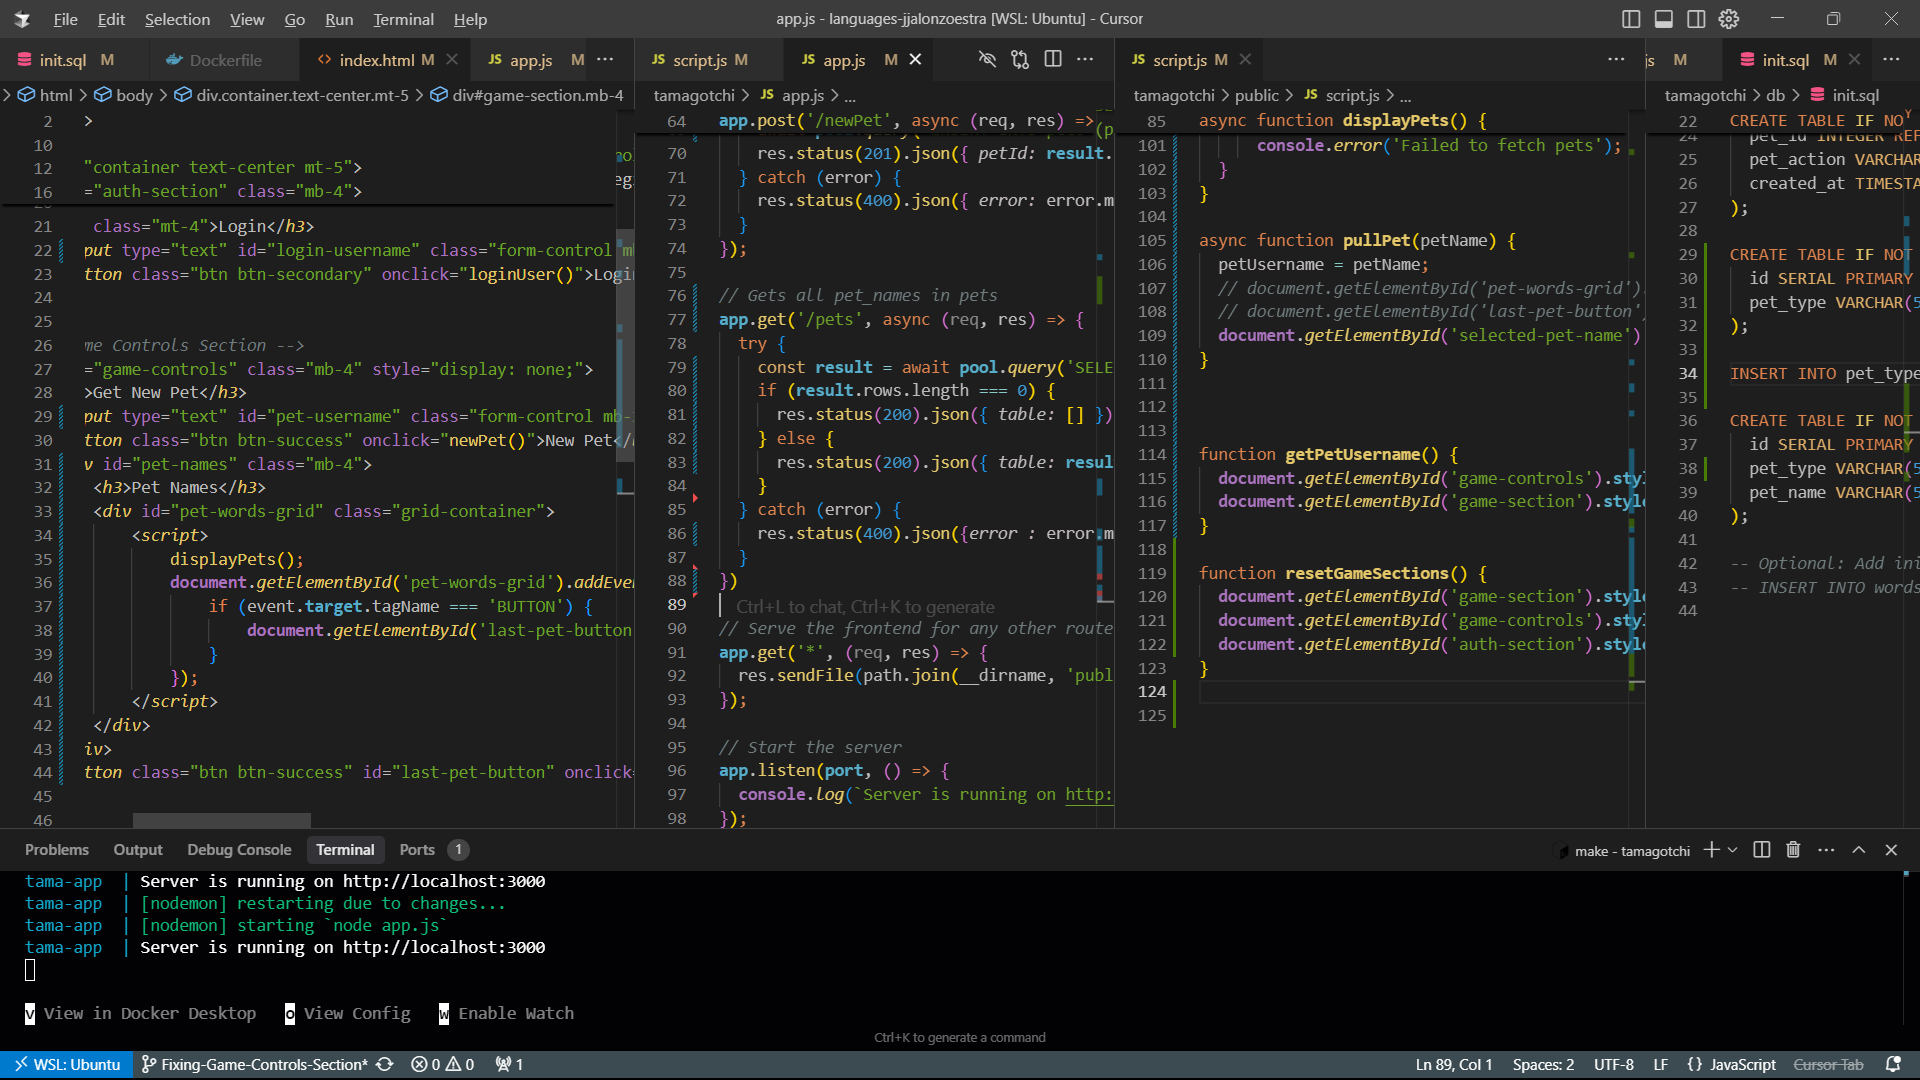 File Edit Selection View Go Run Terminal Help
app.js - languages-jjalonzoestra [WSL: Ubuntu] - Cursor
init.sql M
Dockerfile
index.html M
JS app.js M
html > body > div.container.text-center.mt-5 > div#game-section.mb-4
2 >
10
12 "container text-center mt-5">
16 ="auth-section" class="mb-4">
21 class="mt-4">Login</h3>
22 put type="text" id="login-username" class="form-control
23 tton class="btn btn-secondary" onclick="loginUser()">Logi
24
25
26 me Controls Section -->
27 ="game-controls" class="mb-4" style="display: none;">
28 >Get New Pet</h3>
29 put type="text" id="pet-username" class="form-control mb-
30 tton class="btn btn-success" onclick="newPet()">New Pet</
31 v id="pet-names" class="mb-4">
32 <h3>Pet Names</h3>
33 <div id="pet-words-grid" class="grid-container">
34 <script>
35 displayPets();
36 document.getElementById('pet-words-grid').addEve
37 if (event.target.tagName === 'BUTTON') {
38 document.getElementById('last-pet-button
39 }
40 });
41 </script>
42 </div>
43 iv>
44 tton class="btn btn-success" id="last-pet-button" onclick=
45
46
JS script.js M
JS app.js M
tamagotchi > JS app.js > ...
64 app.post('/newPet', async (req, res) =>
70 res.status(201).json({ petId: result.
71 } catch (error) {
72 res.status(400).json({ error: error.m
73 }
74 });
75
76 // Gets all pet_names in pets
77 app.get('/pets', async (req, res) => {
78 try {
79 const result = await pool.query('SELE
80 if (result.rows.length === 0) {
81 res.status(200).json({ table: [] })
82 } else {
83 res.status(200).json({ table: resul
84 }
85 } catch (error) {
86 res.status(400).json({error : error.m
87 }
88 })
89 Ctrl+L to chat, Ctrl+K to generate
90 // Serve the frontend for any other route
91 app.get('*', (req, res) => {
92 res.sendFile(path.join(__dirname, 'publ
93 });
94
95 // Start the server
96 app.listen(port, () => {
97 console.log(`Server is running on http:
98 });
JS script.js M
tamagotchi > public > JS script.js > ...
85 async function displayPets() {
101 console.error('Failed to fetch pets');
102 }
103 }
104
105 async function pullPet(petName) {
106 petUsername = petName;
107 // document.getElementById('pet-words-grid').
108 // document.getElementById('last-pet-button'
109 document.getElementById('selected-pet-name')
110 }
111
112
113
114 function getPetUsername() {
115 document.getElementById('game-controls').styl
116 document.getElementById('game-section').style
117 }
118
119 function resetGameSections() {
120 document.getElementById('game-section').style
121 document.getElementById('game-controls').styl
122 document.getElementById('auth-section').style
123 }
124
125
js M
init.sql M
tamagotchi > db > init.sql
22 CREATE TABLE IF NOT
24 pet_id INTEGER REF
25 pet_action VARCHAR
26 created_at TIMESTA
27 );
28
29 CREATE TABLE IF NOT
30 id SERIAL PRIMARY
31 pet_type VARCHAR(5
32 );
33
34 INSERT INTO pet_type
35
36 CREATE TABLE IF NOT
37 id SERIAL PRIMARY
38 pet_type VARCHAR(5
39 pet_name VARCHAR(5
40 );
41
42 -- Optional: Add ini
43 -- INSERT INTO words
44
Problems Output Debug Console Terminal Ports 1
make - tamagotchi
tama-app | Server is running on http://localhost:3000
tama-app | [nodemon] restarting due to changes...
tama-app | [nodemon] starting `node app.js`
tama-app | Server is running on http://localhost:3000
v View in Docker Desktop o View Config w Enable Watch
Ctrl+K to generate a command
WSL: Ubuntu Fixing-Game-Controls-Section* 0 0 1
Ln 89, Col 1 Spaces: 2 UTF-8 LF {} JavaScript Cursor Tab